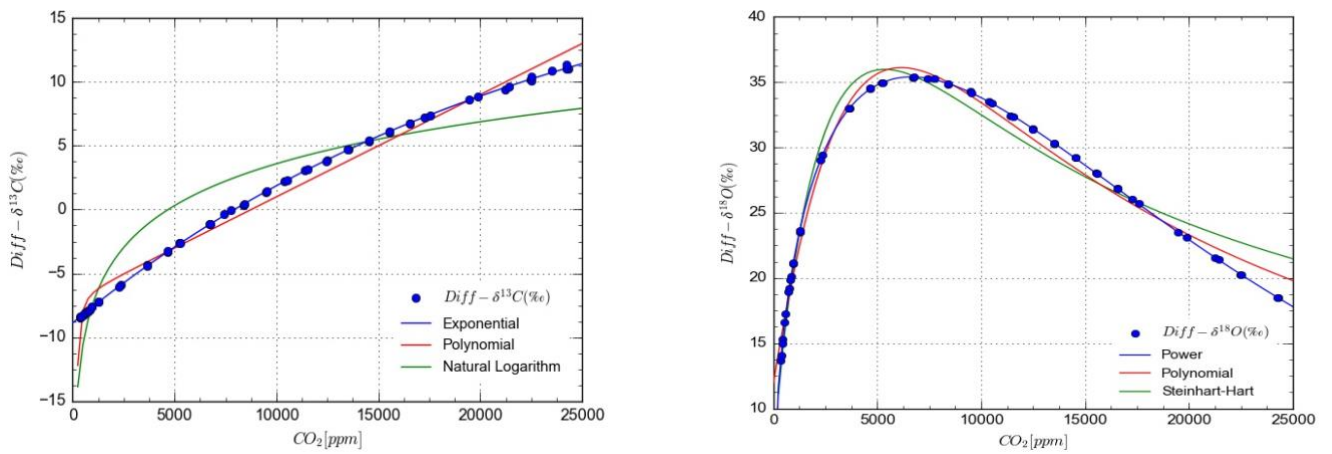 15
10
5
0
−5
−10
−15
Diff − δ¹³C(‰)
Diff − δ¹³C(‰)
Exponential
Polynomial
Natural Logarithm
0
5000
10000
15000
20000
25000
CO₂[ppm]
40
35
30
25
20
15
10
Diff − δ¹⁸O(‰)
Diff − δ¹⁸O(‰)
Power
Polynomial
Steinhart-Hart
0
5000
10000
15000
20000
25000
CO₂[ppm]